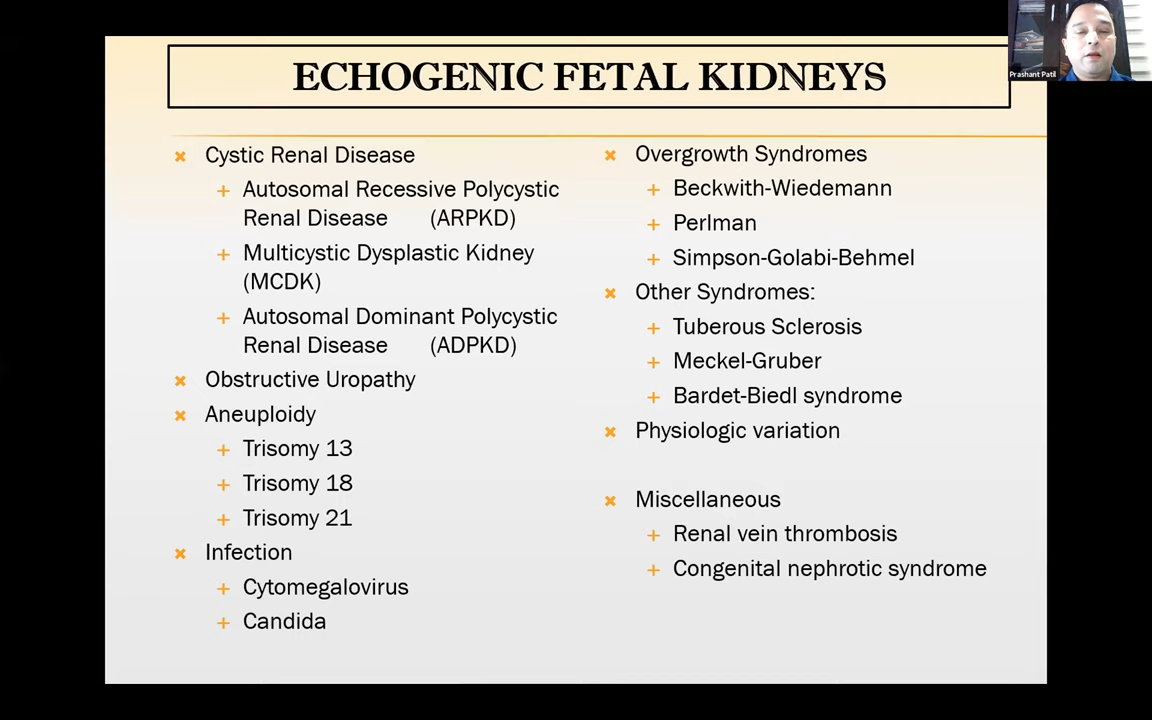 ECHOGENIC FETAL KIDNEYS
Prashant Patil
Cystic Renal Disease
Autosomal Recessive Polycystic
Renal Disease (ARPKD)
Multicystic Dysplastic Kidney
(MCDK)
Autosomal Dominant Polycystic
Renal Disease (ADPKD)
Obstructive Uropathy
Aneuploidy
Trisomy 13
Trisomy 18
Trisomy 21
Infection
Cytomegalovirus
Candida
Overgrowth Syndromes
Beckwith-Wiedemann
Perlman
Simpson-Golabi-Behmel
Other Syndromes:
Tuberous Sclerosis
Meckel-Gruber
Bardet-Biedl syndrome
Physiologic variation
Miscellaneous
Renal vein thrombosis
Congenital nephrotic syndrome